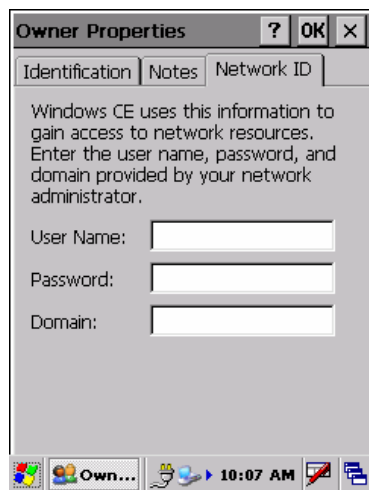 Owner Properties ? OK ×
Identification Notes Network ID
Windows CE uses this information to
gain access to network resources.
Enter the user name, password, and
domain provided by your network
administrator.
User Name:
Password:
Domain:
Own... 10:07 AM